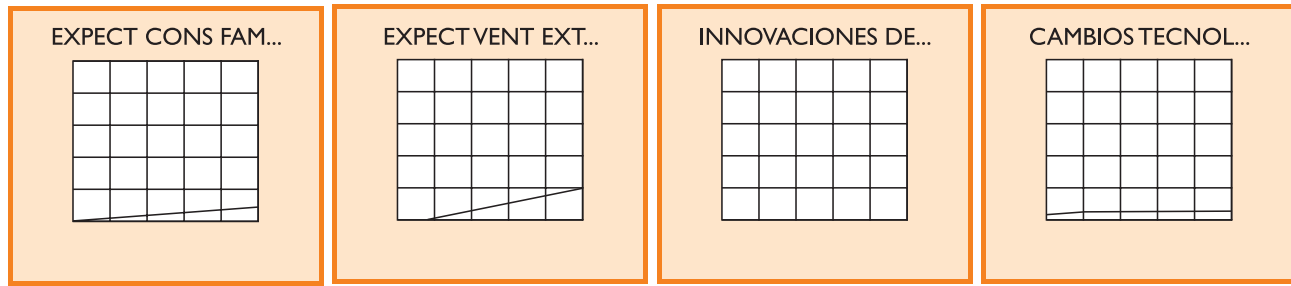 EXPECT CONS FAM...
EXPECT VENT EXT...
INNOVACIONES DE...
CAMBIOS TECNOL...